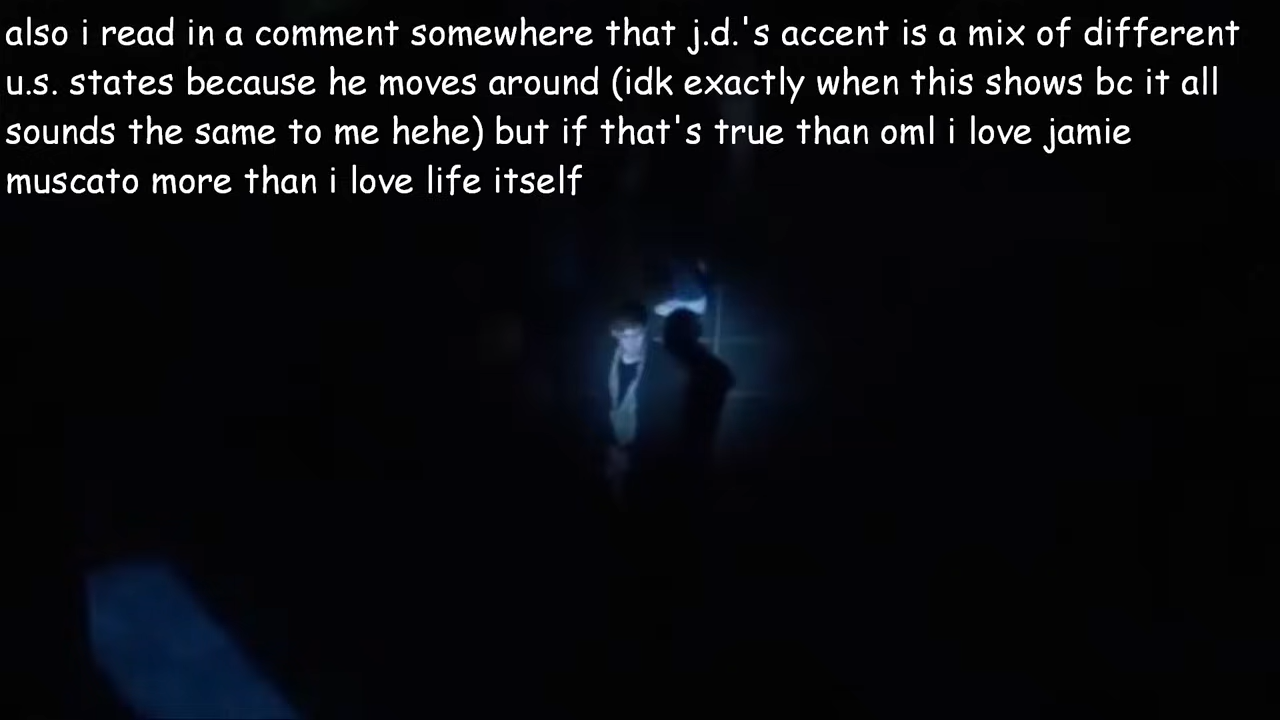 also i read in a comment somewhere that j.d.'s accent is a mix of different
u.s. states because he moves around (idk exactly when this shows bc it all
sounds the same to me hehe) but if that's true than oml i love jamie
muscato more than i love life itself